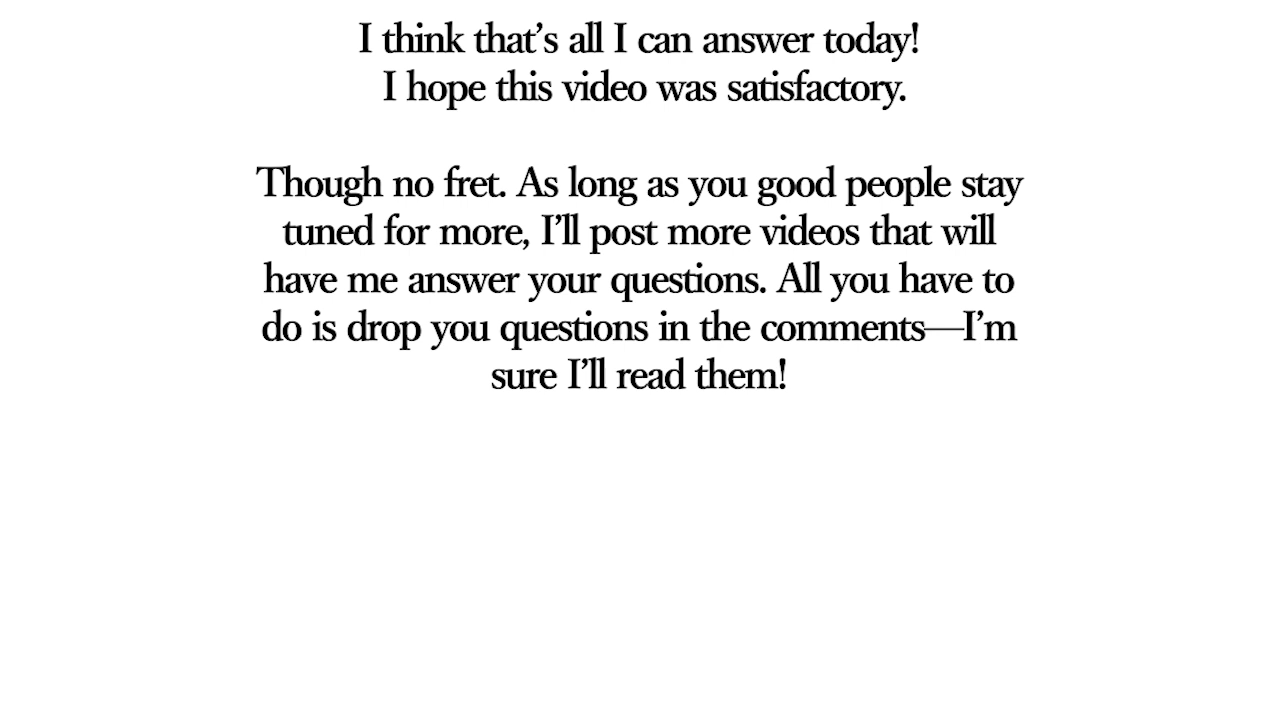 I think that’s all I can answer today!
I hope this video was satisfactory.
Though no fret. As long as you good people stay
tuned for more, I’ll post more videos that will
have me answer your questions. All you have to
do is drop you questions in the comments—I’m
sure I’ll read them!